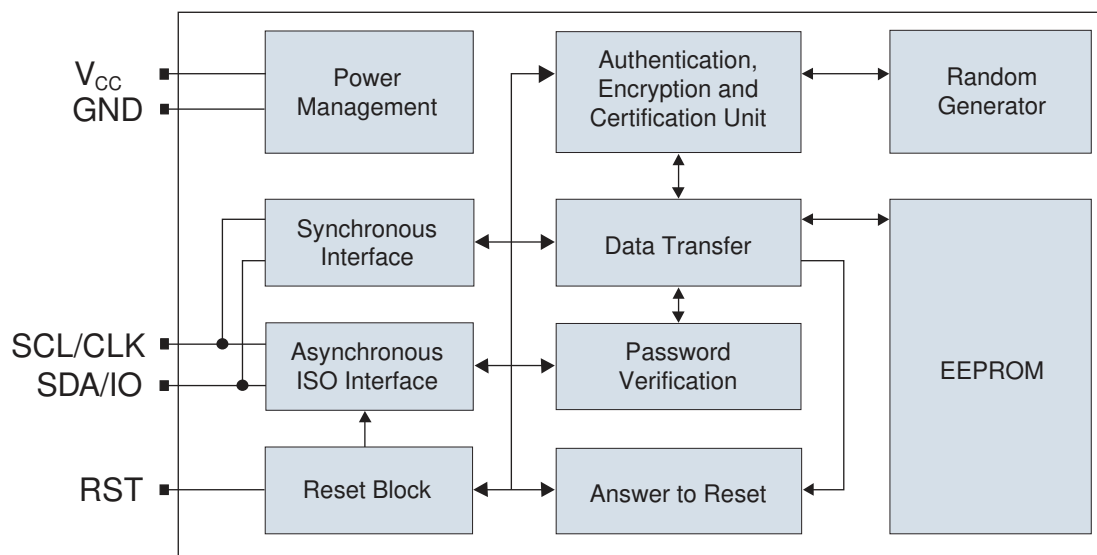 V_CC
GND
Power
Management
Authentication,
Encryption and
Certification Unit
Random
Generator
Synchronous
Interface
Data Transfer
EEPROM
SCL/CLK
SDA/IO
Asynchronous
ISO Interface
Password
Verification
RST
Reset Block
Answer to Reset